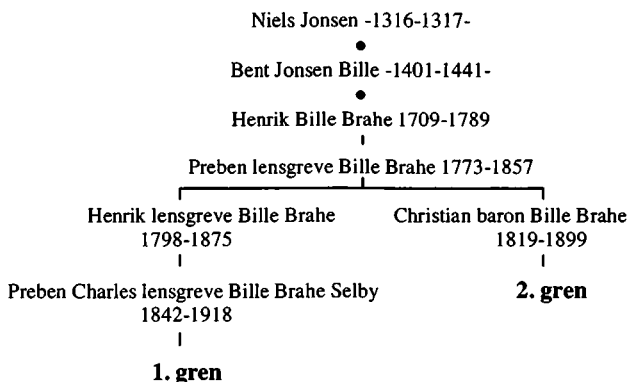 Niels Jonsen -1316-1317-
Bent Jonsen Bille -1401-1441-
Henrik Bille Brahe 1709-1789
Preben lensgreve Bille Brahe 1773-1857
Henrik lensgreve Bille Brahe
1798-1875
Christian baron Bille Brahe
1819-1899
Preben Charles lensgreve Bille Brahe Selby
1842-1918
2. gren
1. gren